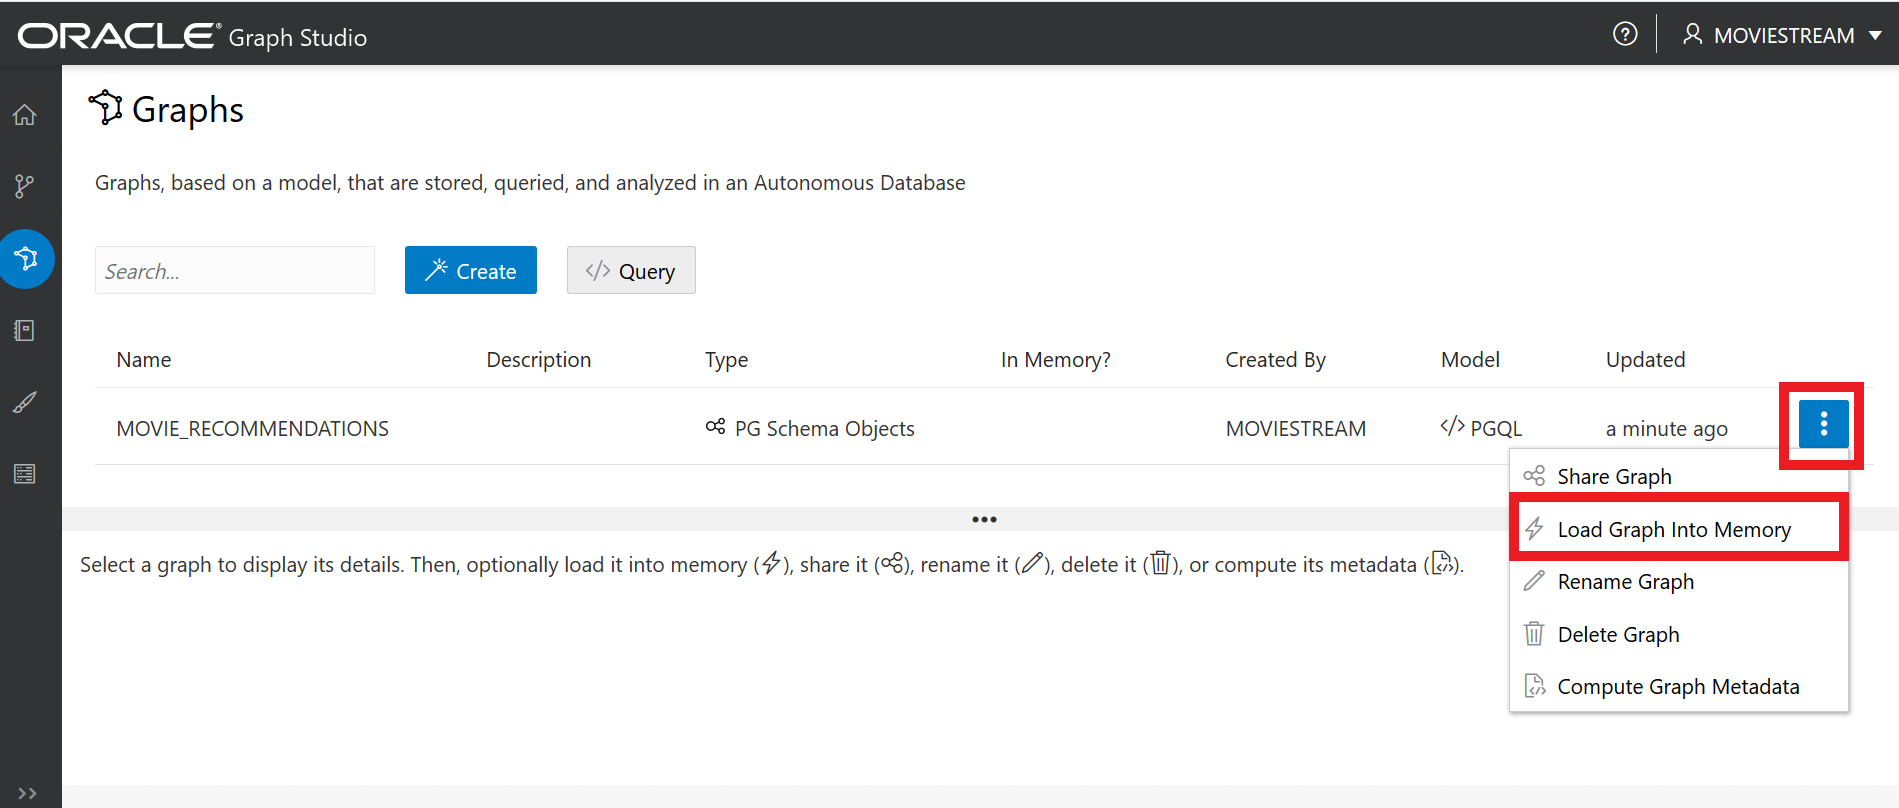 ORACLE® Graph Studio
MOVIESTREAM
Graphs
Graphs, based on a model, that are stored, queried, and analyzed in an Autonomous Database
Search...
Create
</> Query
Name Description Type In Memory? Created By Model Updated
MOVIE_RECOMMENDATIONS PG Schema Objects MOVIESTREAM </> PGQL a minute ago
Share Graph
Load Graph Into Memory
Rename Graph
Delete Graph
Compute Graph Metadata
Select a graph to display its details. Then, optionally load it into memory (), share it (), rename it (), delete it (), or compute its metadata ().